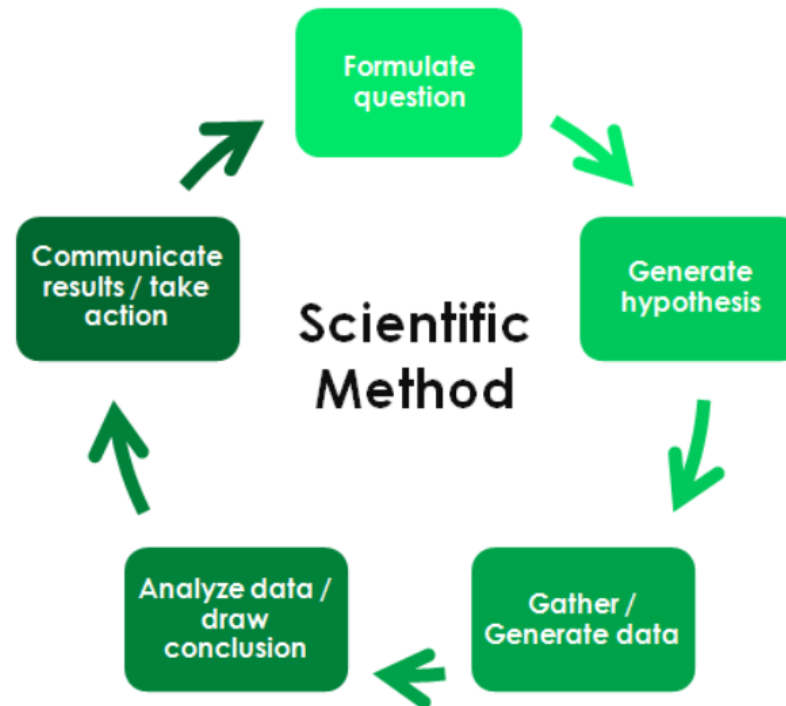 Formulate
question
Generate
hypothesis
Gather /
Generate data
Analyze data /
draw
conclusion
Communicate
results / take
action
Scientific
Method